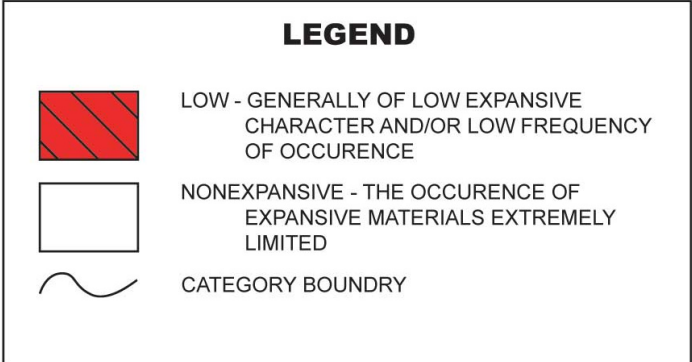 LEGEND
LOW - GENERALLY OF LOW EXPANSIVE
CHARACTER AND/OR LOW FREQUENCY
OF OCCURENCE
NONEXPANSIVE - THE OCCURENCE OF
EXPANSIVE MATERIALS EXTREMELY
LIMITED
CATEGORY BOUNDRY